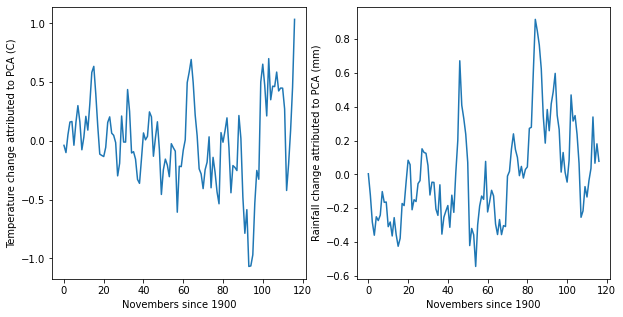 Temperature change attributed to PCA (C)
1.0
0.5
0.0
−0.5
−1.0
0 20 40 60 80 100 120
Novembers since 1900
Rainfall change attributed to PCA (mm)
0.8
0.6
0.4
0.2
0.0
−0.2
−0.4
−0.6
0 20 40 60 80 100 120
Novembers since 1900